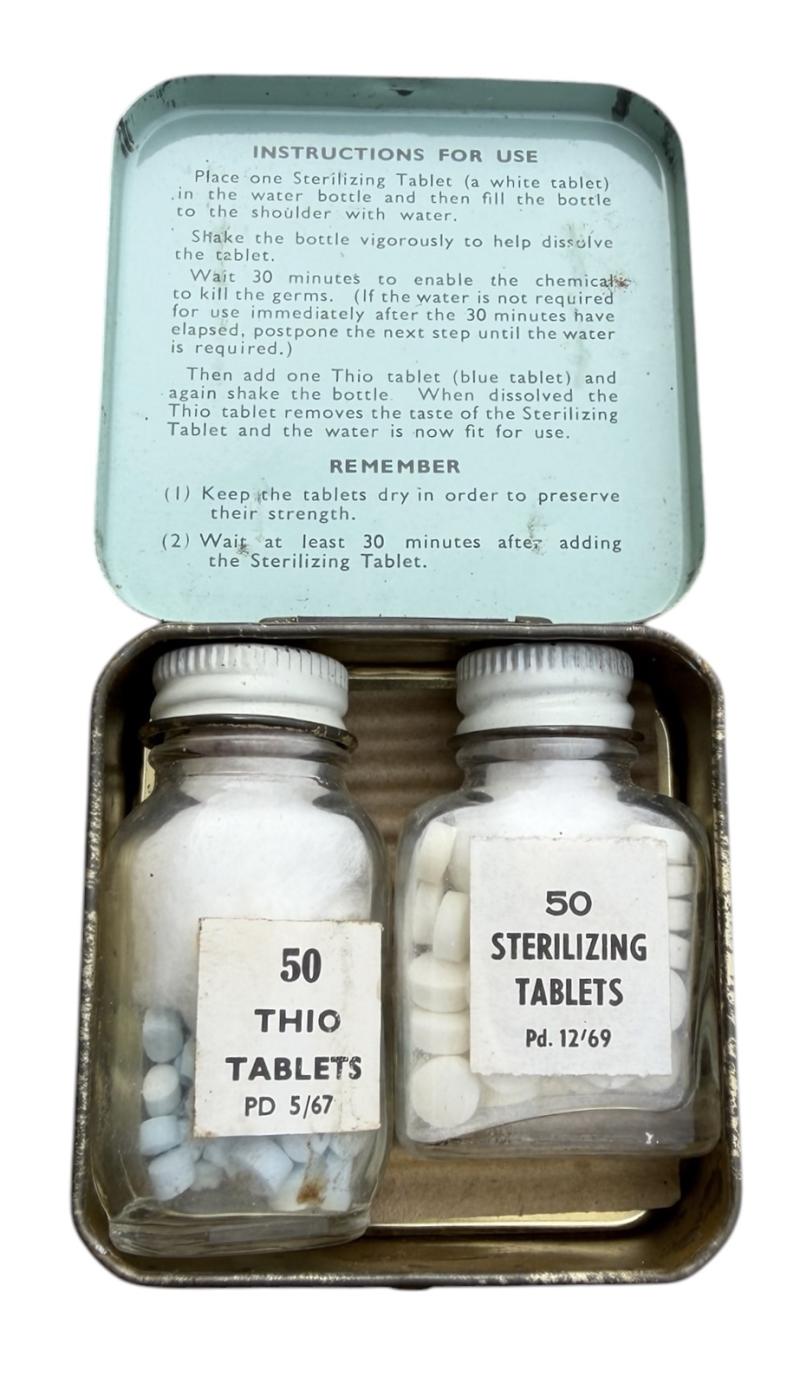 INSTRUCTIONS FOR USE
Place one Sterilizing Tablet (a white tablet)
in the water bottle and then fill the bottle
to the shoulder with water.
Shake the bottle vigorously to help dissolve
the tablet.
Wait 30 minutes to enable the chemicals
to kill the germs. (If the water is not required
for use immediately after the 30 minutes have
elapsed, postpone the next step until the water
is required.)
Then add one Thio tablet (blue tablet) and
again shake the bottle. When dissolved the
Thio tablet removes the taste of the Sterilizing
Tablet and the water is now fit for use.
REMEMBER
(1) Keep the tablets dry in order to preserve
their strength.
(2) Wait at least 30 minutes after adding
the Sterilizing Tablet.
50
THIO
TABLETS
PD 5/67
50
STERILIZING
TABLETS
Pd. 12'69